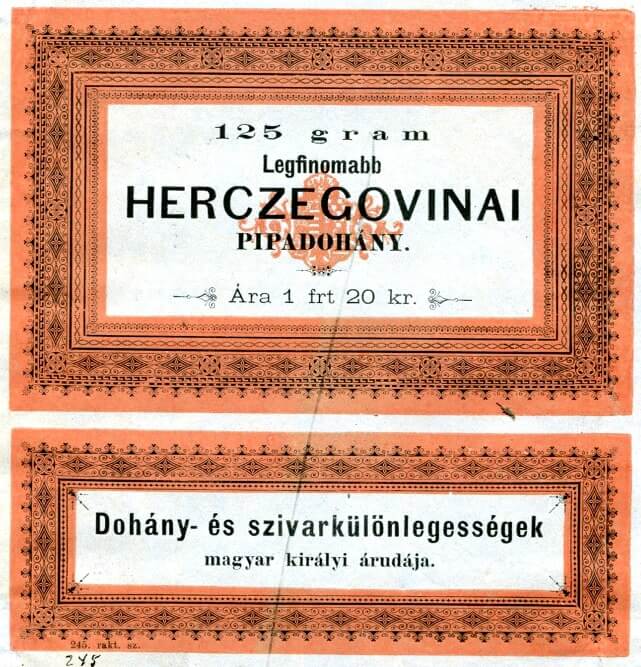 125 gram
Legfinomabb
HERCZEGOVINAI
PIPADOHÁNY.
Ára 1 frt 20 kr.
Dohány- és szivarkülönlegességek
magyar királyi árudája.
245. rakt. sz.
245